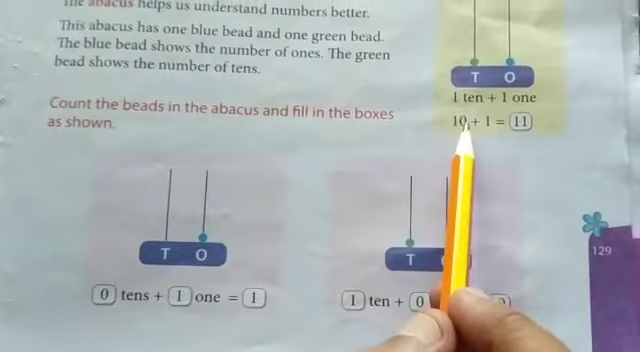 The abacus helps us understand numbers better.
This abacus has one blue bead and one green bead.
The blue bead shows the number of ones. The green
bead shows the number of tens.
T O
1 ten + 1 one
10 + 1 = 11
Count the beads in the abacus and fill in the boxes
as shown.
T O
0 tens + 1 one = 1
T
1 ten + 0
129